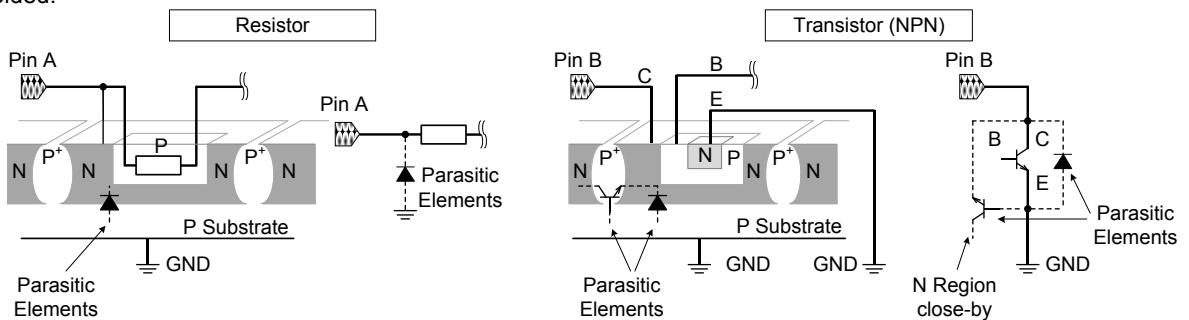 Resistor
Transistor (NPN)
Pin A
Pin A
P
N
P+
N
N
P+
N
Parasitic
Elements
P Substrate
GND
Parasitic
Elements
Pin B
C
B
E
N
P+
N
N
P
P+
N
N
P Substrate
GND
GND
Parasitic
Elements
Pin B
B
C
E
Parasitic
Elements
GND
N Region
close-by